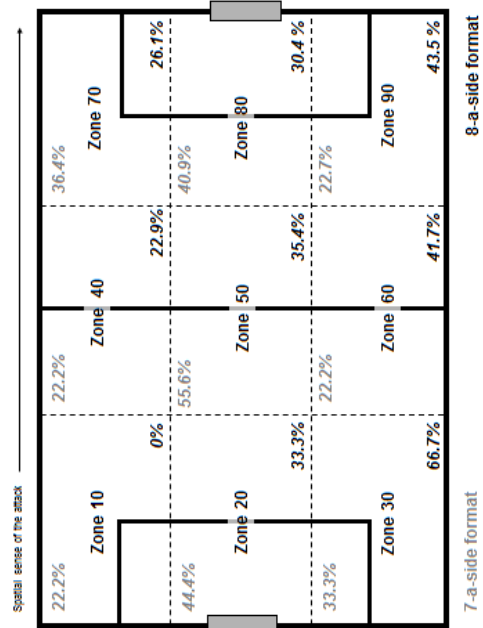 Spatial sense of the attack
22.2% 22.2% 36.4%
Zone 10 Zone 40 Zone 70
0% 22.9% 26.1%
44.4% 55.6% 40.9%
Zone 20 Zone 50 Zone 80
33.3% 35.4% 30.4 %
33.3% 22.2% 22.7%
Zone 30 Zone 60 Zone 90
66.7% 41.7% 43.5 %
7-a-side format 8-a-side format